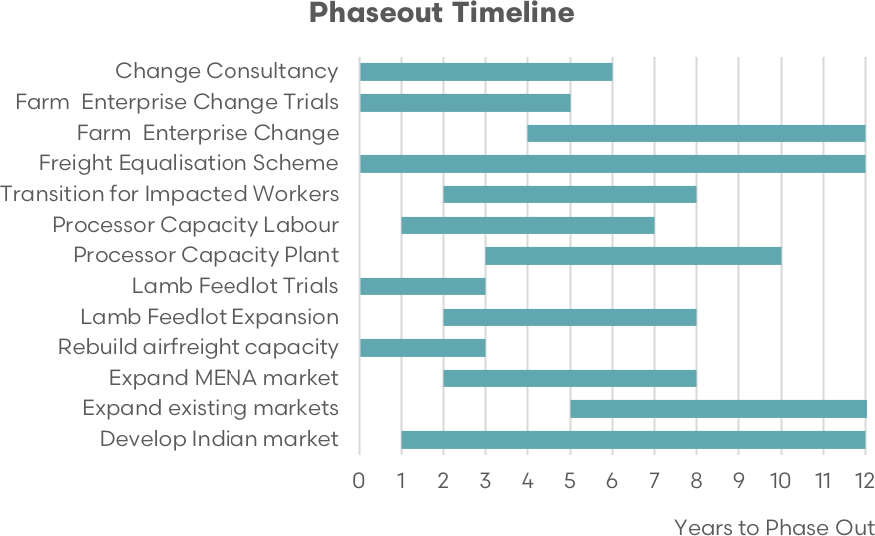 Phaseout Timeline
Change Consultancy
Farm Enterprise Change Trials
Farm Enterprise Change
Freight Equalisation Scheme
Transition for Impacted Workers
Processor Capacity Labour
Processor Capacity Plant
Lamb Feedlot Trials
Lamb Feedlot Expansion
Rebuild airfreight capacity
Expand MENA market
Expand existing markets
Develop Indian market
0 1 2 3 4 5 6 7 8 9 10 11 12
Years to Phase Out